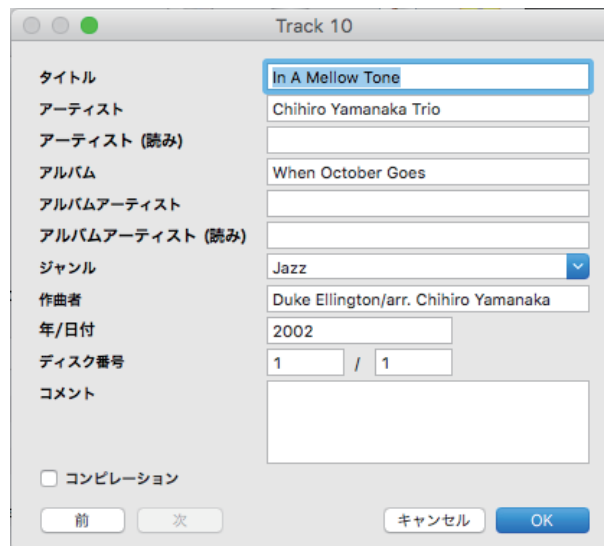 Track 10
タイトル In A Mellow Tone
アーティスト Chihiro Yamanaka Trio
アーティスト (読み)
アルバム When October Goes
アルバムアーティスト
アルバムアーティスト (読み)
ジャンル Jazz
作曲者 Duke Ellington/arr. Chihiro Yamanaka
年/日付 2002
ディスク番号 1 / 1
コメント
コンピレーション
前 次 キャンセル OK